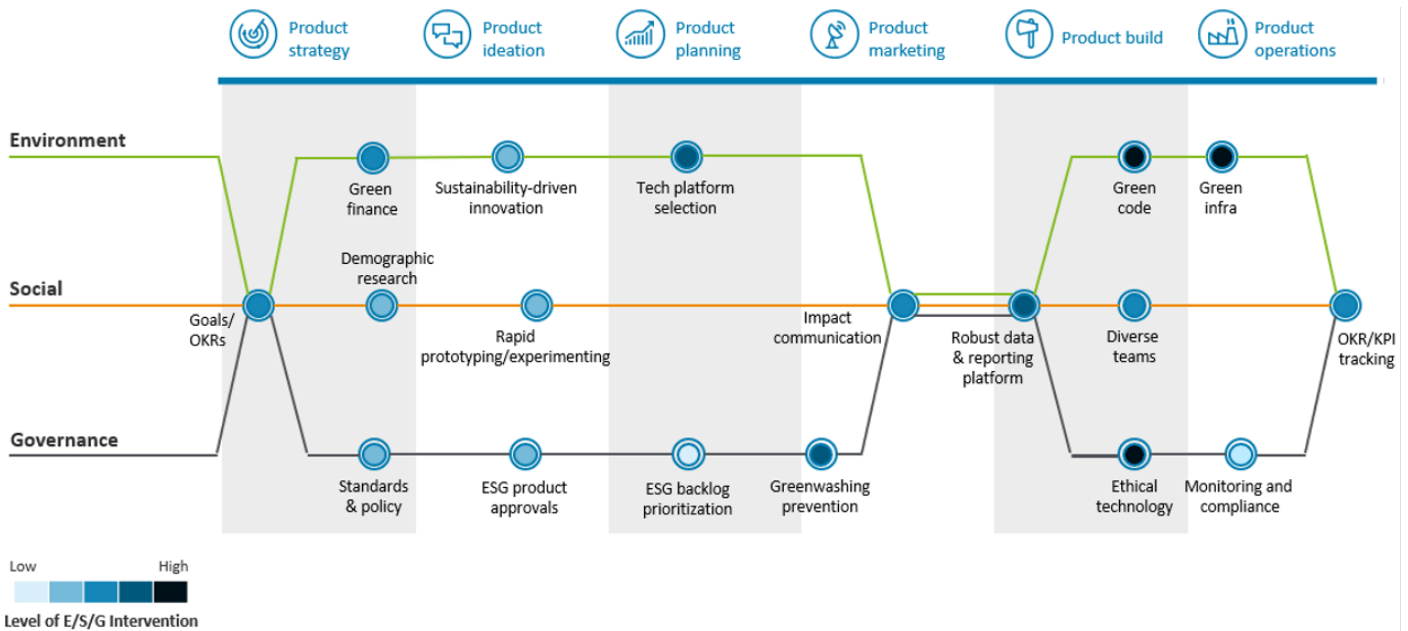 Product
strategy
Product
ideation
Product
planning
Product
marketing
Product build
Product
operations
Environment
Green
finance
Sustainability-driven
innovation
Tech platform
selection
Green
code
Green
infra
Demographic
research
Social
Goals/
OKRs
Rapid
prototyping/experimenting
Impact
communication
Robust data
& reporting
platform
Diverse
teams
OKR/KPI
tracking
Governance
Standards
& policy
ESG product
approvals
ESG backlog
prioritization
Greenwashing
prevention
Ethical
technology
Monitoring and
compliance
Low
High
Level of E/S/G Intervention